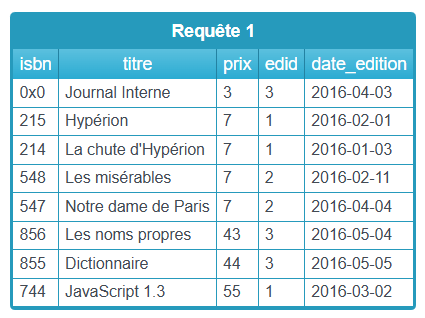 Requête 1
isbn titre prix edid date_edition
0x0 Journal Interne 3 3 2016-04-03
215 Hypérion 7 1 2016-02-01
214 La chute d'Hypérion 7 1 2016-01-03
548 Les misérables 7 2 2016-02-11
547 Notre dame de Paris 7 2 2016-04-04
856 Les noms propres 43 3 2016-05-04
855 Dictionnaire 44 3 2016-05-05
744 JavaScript 1.3 55 1 2016-03-02